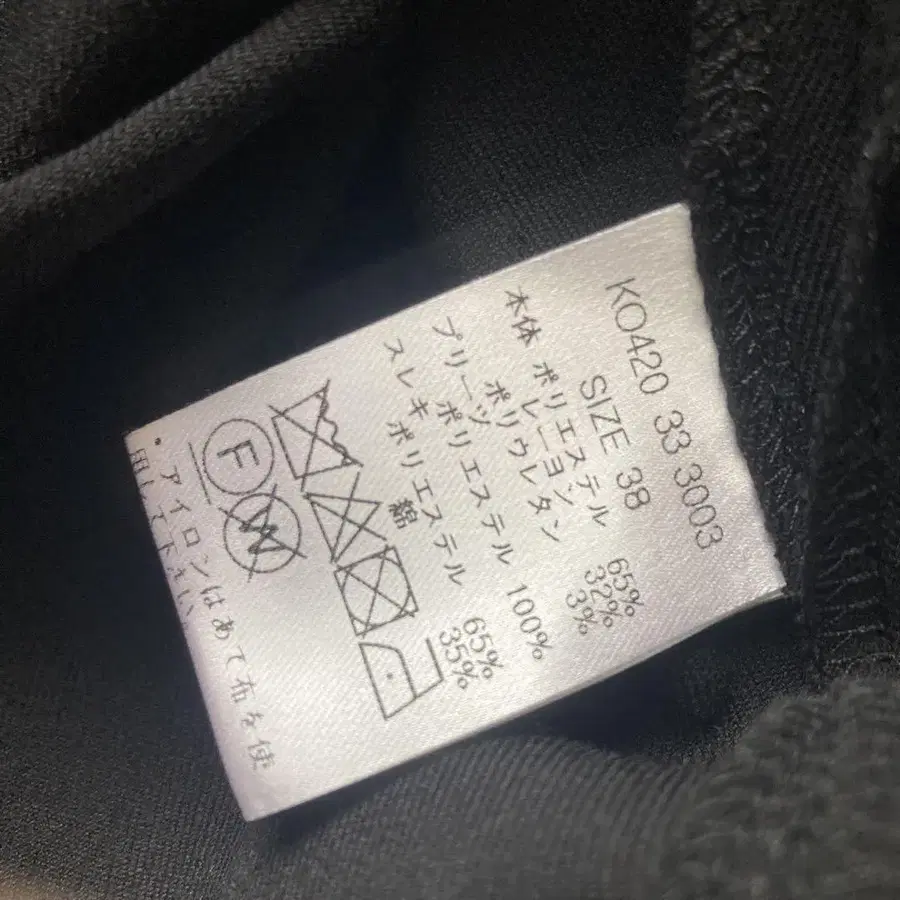 KO420 33 3003
SIZE 38
本体 ポリエステル 65%
レーヨン 32%
ポリウレタン 3%
プリーツ
ポリエステル 100%
スレキ ポリエステル 65%
綿 35%
F W
・アイロンはあて布を使
用して下さい